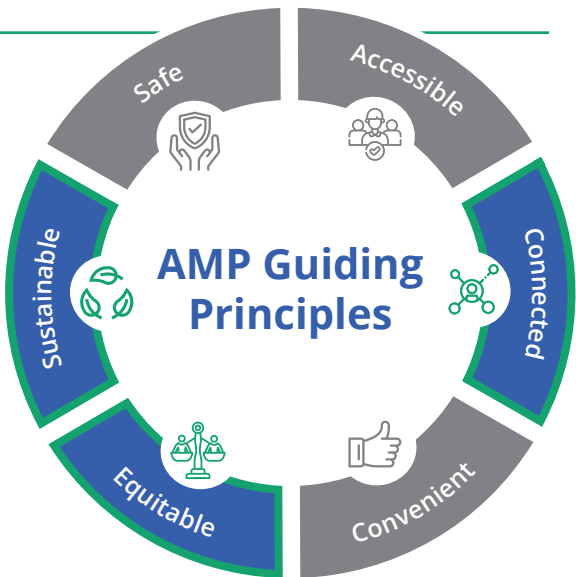 Safe
Accessible
Connected
Convenient
Equitable
Sustainable
AMP Guiding
Principles